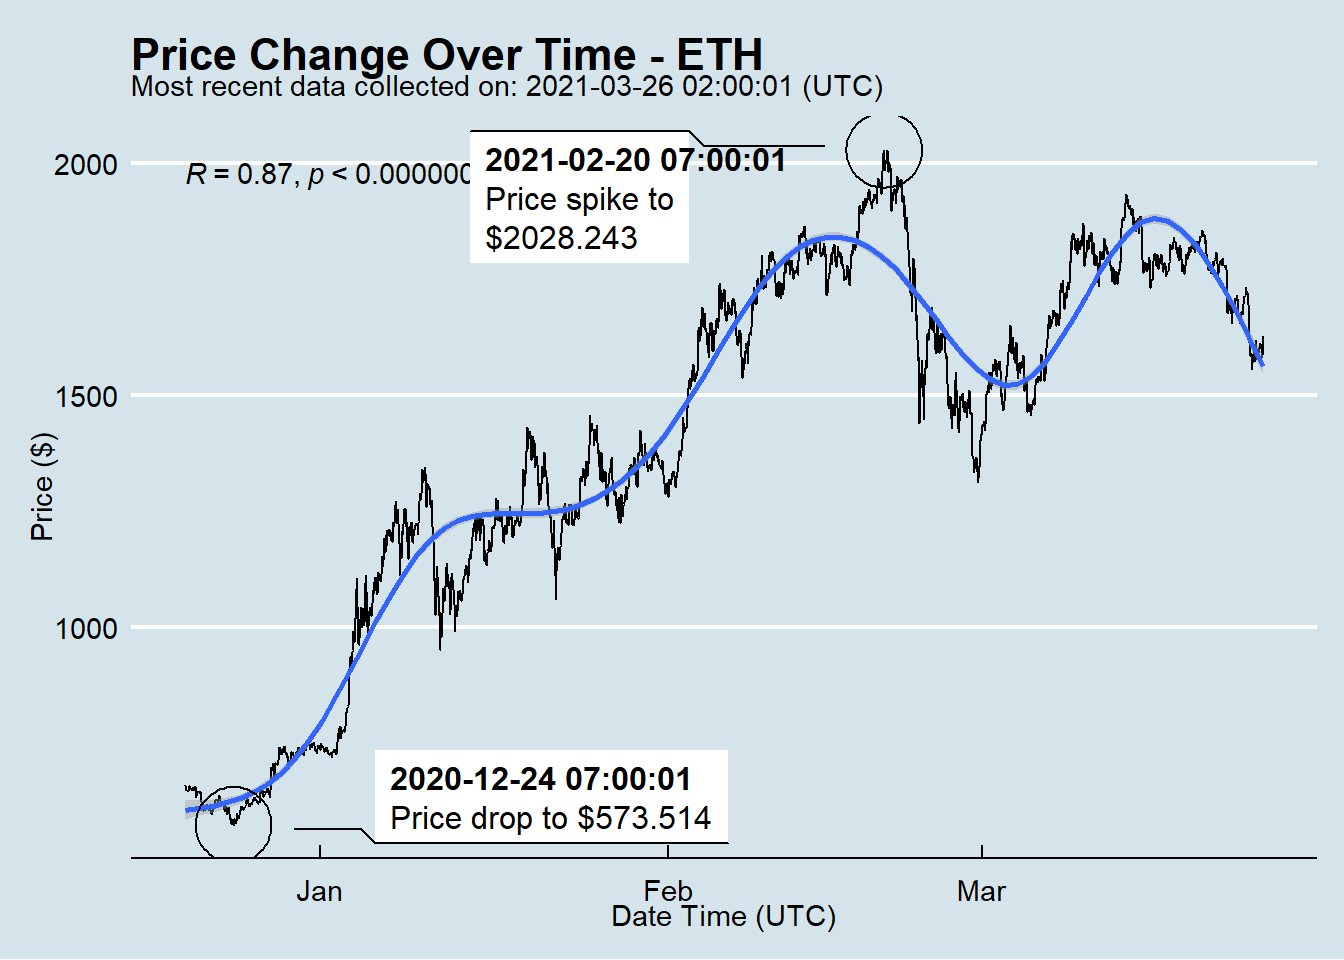 Price Change Over Time - ETH
Most recent data collected on: 2021-03-26 02:00:01 (UTC)
R = 0.87, p < 0.000000
2021-02-20 07:00:01
Price spike to
$2028.243
2000
1500
1000
Price ($)
2020-12-24 07:00:01
Price drop to $573.514
Jan
Feb
Mar
Date Time (UTC)